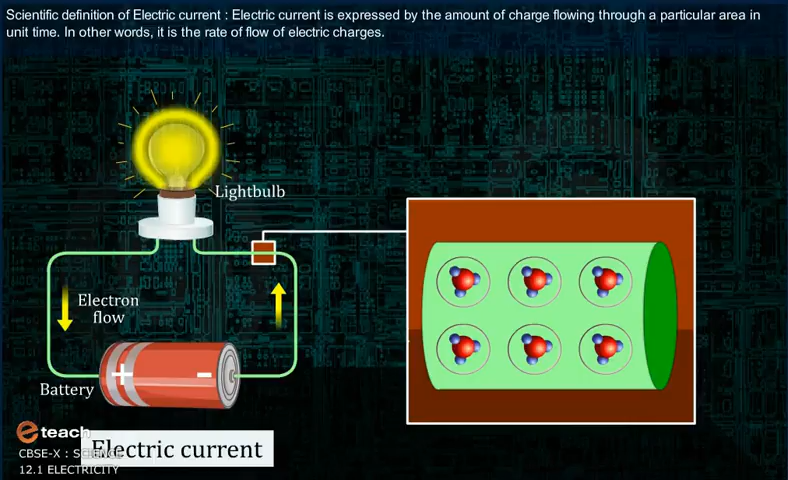 Scientific definition of Electric current : Electric current is expressed by the amount of charge flowing through a particular area in
unit time. In other words, it is the rate of flow of electric charges.
Lightbulb
Electron
flow
+
-
Battery
e teach
Electric current
CBSE-X : SCIENCE
12.1 ELECTRICITY